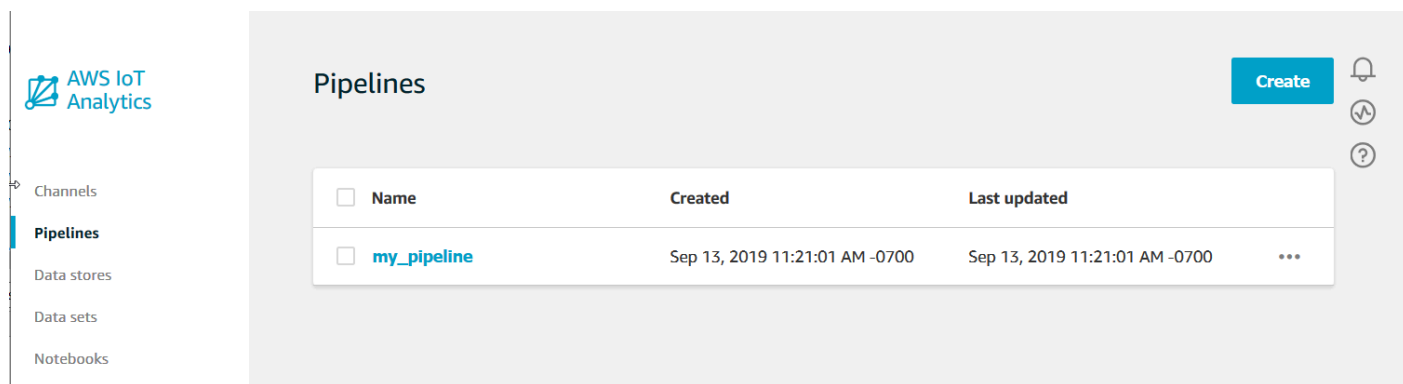 AWS IoT
Analytics
Channels
Pipelines
Data stores
Data sets
Notebooks
Pipelines
Create
Name Created Last updated
my_pipeline Sep 13, 2019 11:21:01 AM -0700 Sep 13, 2019 11:21:01 AM -0700